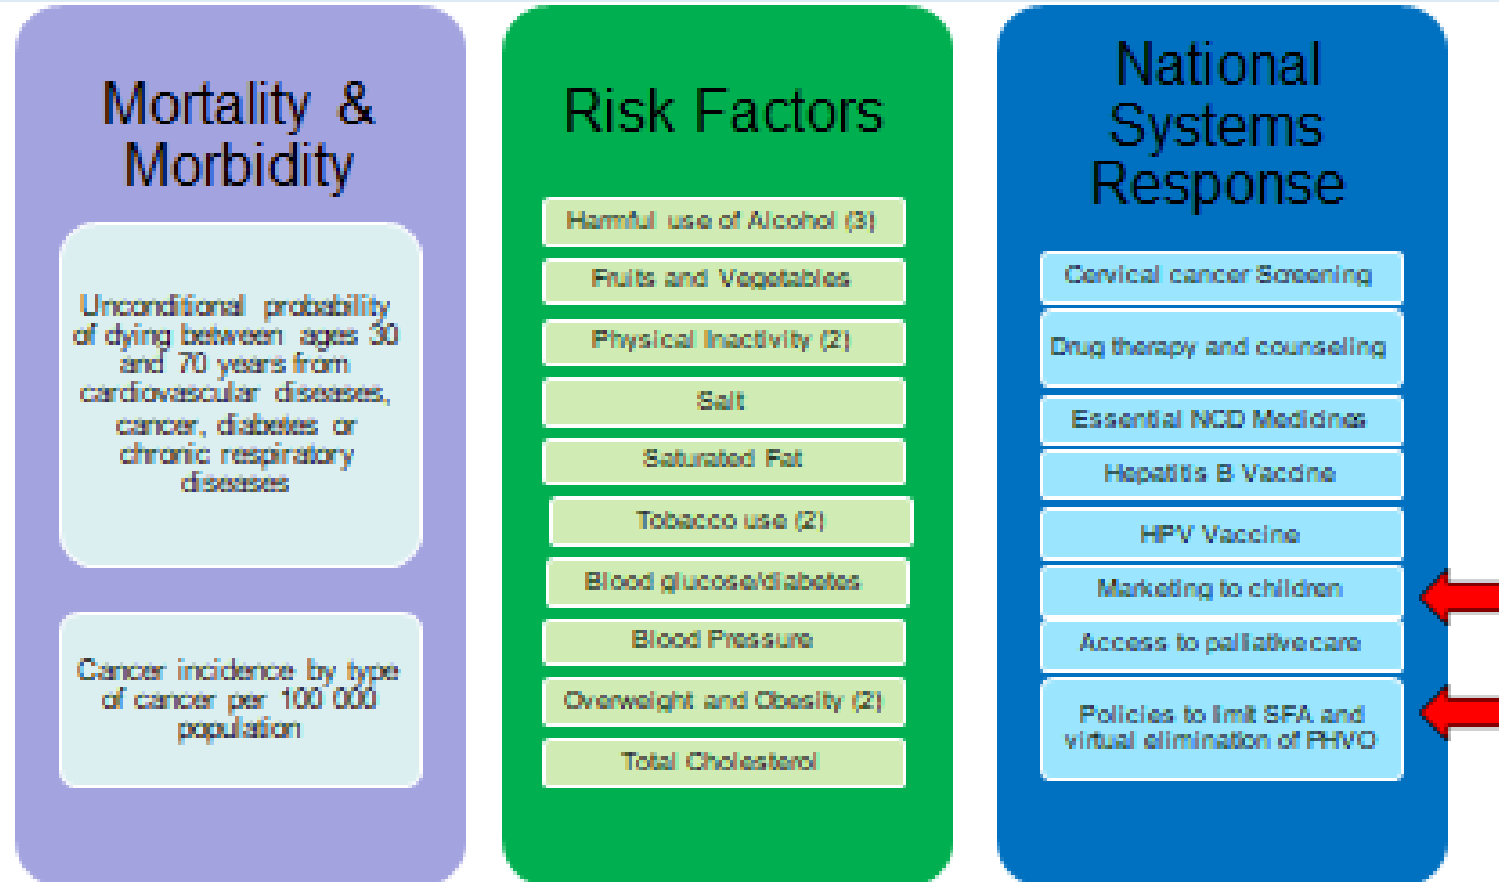 Mortality &
Morbidity
Unconditional probability
of dying between ages 30
and 70 years from
cardiovascular diseases,
cancer, diabetes or
chronic respiratory
diseases
Cancer incidence by type
of cancer per 100 000
population
Risk Factors
Harmful use of Alcohol (3)
Fruits and Vegetables
Physical Inactivity (2)
Salt
Saturated Fat
Tobacco use (2)
Blood glucose/diabetes
Blood Pressure
Overweight and Obesity (2)
Total Cholesterol
National
Systems
Response
Cervical cancer Screening
Drug therapy and counseling
Essential NCD Medicines
Hepatitis B Vaccine
HPV Vaccine
Marketing to children
Access to palliative care
Policies to limit SFA and
virtual elimination of PHVO